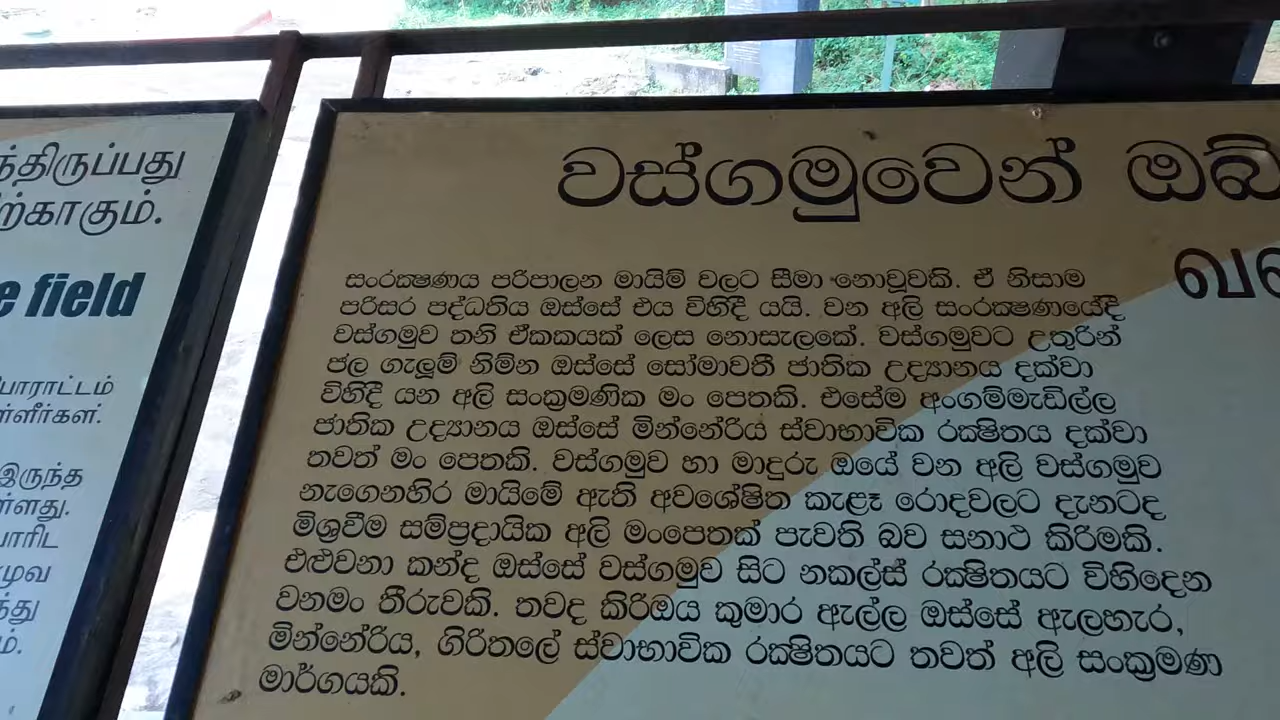 ந்திருப்பது
ற்காகும்.
e field
போராட்டம்
ள்ளீர்கள்.
இருந்த
ள்ளது.
பாரிட
மூவ
த்து
ம்.
වස්ගමුවෙන් ඔබ්
සංරක්‍ෂණය පරිපාලන මායිම් වලට සීමා නොවූවකි. ඒ නිසාම
පරිසර පද්ධතිය ඔස්සේ එය විහිදී යයි. වන අලි සංරක්‍ෂණයේදී
වස්ගමුව තනි ඒකකයක් ලෙස නොසැලකේ. වස්ගමුවට උතුරින්
ජල ගැලූම් නිම්න ඔස්සේ සෝමාවතී ජාතික උද්‍යානය දක්වා
විහිදී යන අලි සංක්‍රමණික මං පෙතකි. එසේම අංගම්මැඩිල්ල
ජාතික උද්‍යානය ඔස්සේ මින්නේරිය ස්වාභාවික රක්‍ෂිතය දක්වා
තවත් මං පෙතකි. වස්ගමුව හා මාදුරු ඔයේ වන අලි වස්ගමුව
නැගෙනහිර මායිමේ ඇති අවශේෂිත කැළෑ රොදවලට දැනටද
මිශ්‍රවීම සම්ප්‍රදායික අලි මංපෙතක් පැවති බව සනාථ කිරිමකි.
එළුවනා කන්ද ඔස්සේ වස්ගමුව සිට නකල්ස් රක්‍ෂිතයට විහිදෙන
වනමං තීරුවකි. තවද කිරිඔය කුමාර ඇල්ල ඔස්සේ ඇලහැර,
මින්නේරිය, ගිරිතලේ ස්වාභාවික රක්‍ෂිතයට තවත් අලි සංක්‍රමණ
මාර්ගයකි.